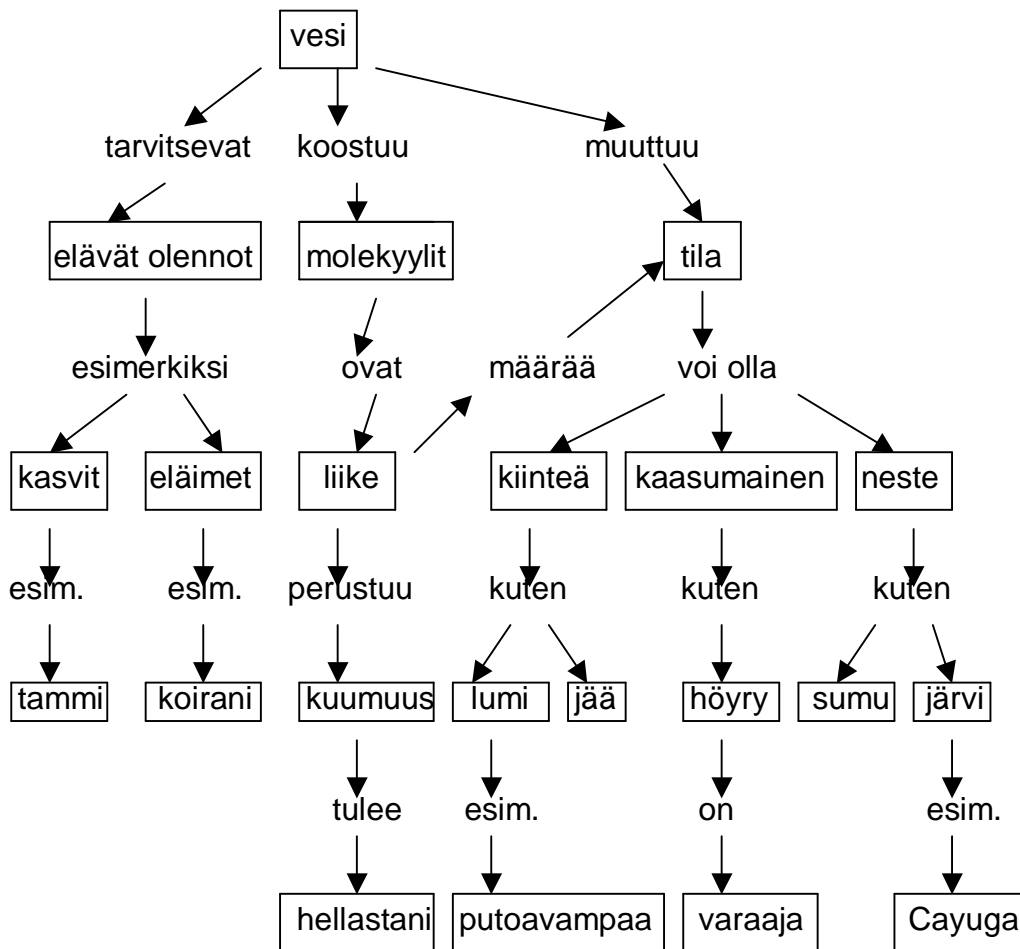 vesi
tarvitsevat koostuu muuttuu
elävät olennot molekyylit tila
esimerkiksi ovat määrää voi olla
kasvit eläimet liike kiinteä kaasumainen neste
esim. esim. perustuu kuten kuten kuten
tammi koirani kuumuus lumi jää höyry sumu järvi
tulee esim. on esim.
hellastani putoavampaa varaaja Cayuga